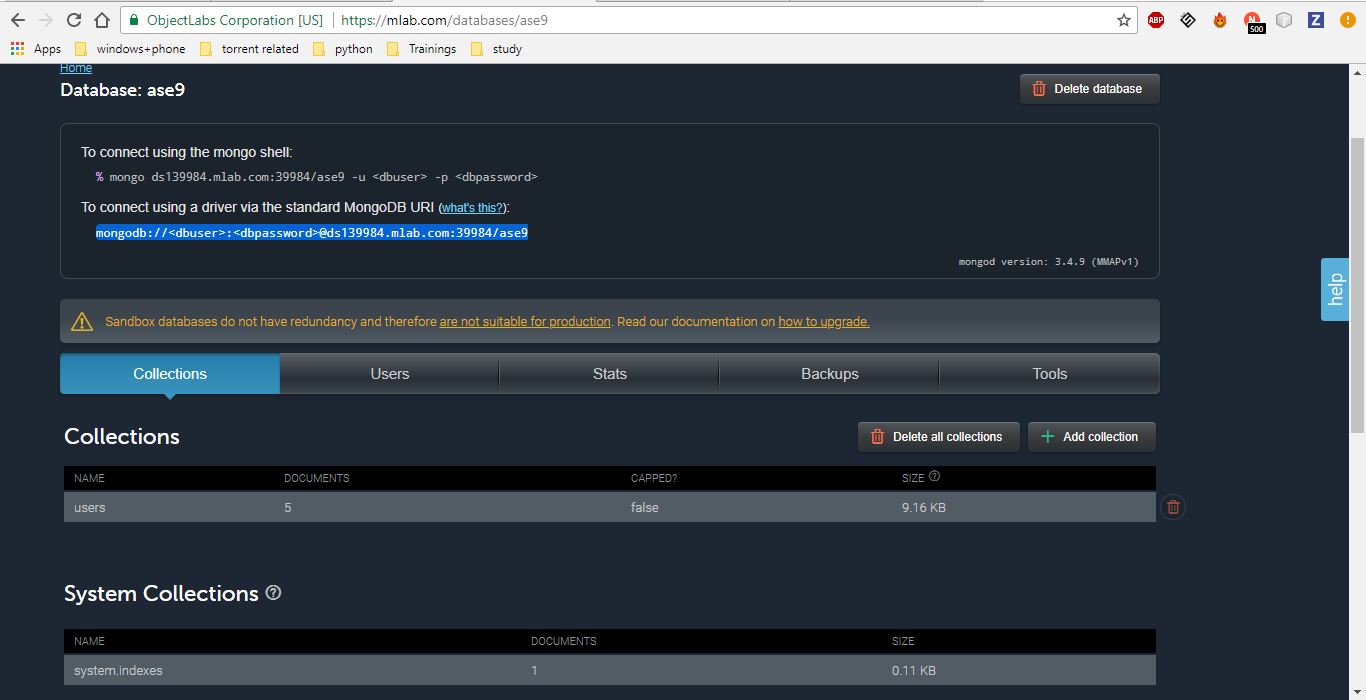 ObjectLabs Corporation [US] https://mlab.com/databases/ase9
ABP N 500 Z
Apps windows+phone torrent related python Trainings study
Home
Database: ase9
Delete database
To connect using the mongo shell:
% mongo ds139984.mlab.com:39984/ase9 -u <dbuser> -p <dbpassword>
To connect using a driver via the standard MongoDB URI (what's this?):
mongodb://<dbuser>:<dbpassword>@ds139984.mlab.com:39984/ase9
mongod version: 3.4.9 (MMAPv1)
help
Sandbox databases do not have redundancy and therefore are not suitable for production. Read our documentation on how to upgrade.
Collections Users Stats Backups Tools
Collections
Delete all collections Add collection
NAME DOCUMENTS CAPPED? SIZE ?
users 5 false 9.16 KB
System Collections ?
NAME DOCUMENTS SIZE
system.indexes 1 0.11 KB